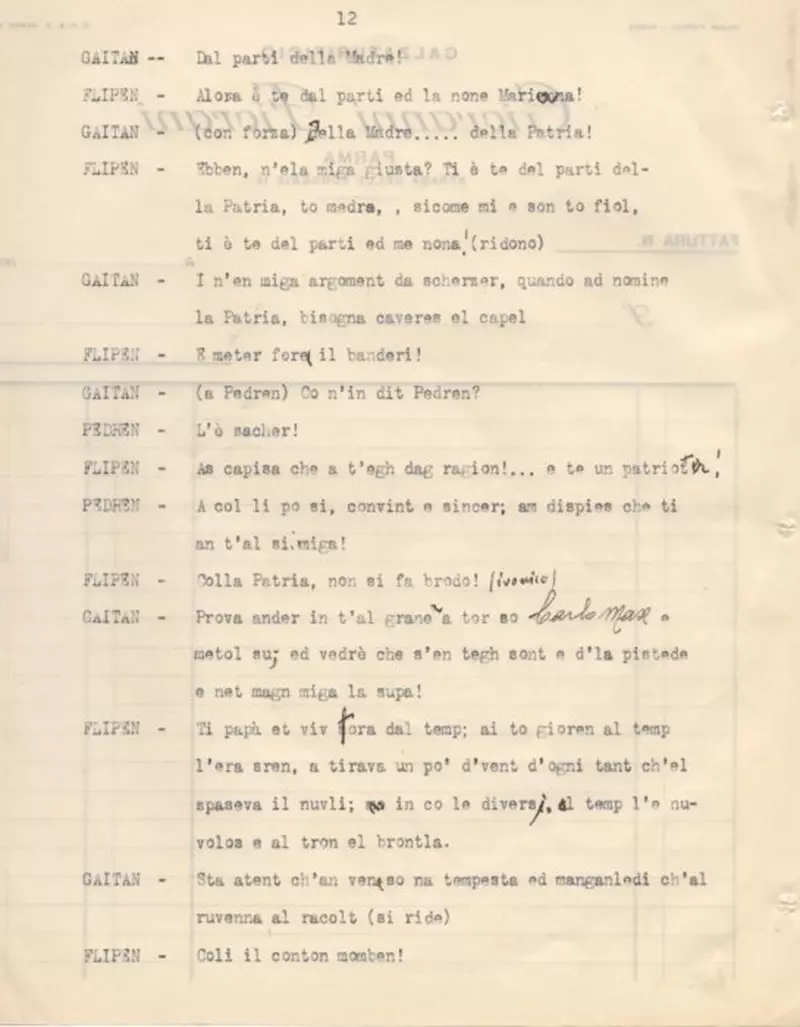 12
GAITAN -- Dal parti della Madre!
FLIPEN - Alora è te dal parti ed la none Marienna!
GAITAN - (con forza) Della Madre..... della Patria!
FLIPEN - Ebben, n'ela miga giusta? Ti è te del parti del-
la Patria, to madra, , sicome mi e son to fiol,
ti è te del parti ed me nona! (ridono)
GAITAN - I n'en miga argoment da scherzer, quando ad nomine
la Patria, bisogna caveres el capel
FLIPEN - E meter fora il banderi!
GAITAN - (a Pedren) Co n'in dit Pedren?
PEDREN - L'è sacher!
FLIPEN - As capisa che a t'egh dag ragion!... e te un patriota!
PEDREN - A col li po si, convint e sincer; am dispies che ti
an t'al si miga!
FLIPEN - Colla Patria, non si fa brodo! (ironico)
GAITAN - Prova ander in t'al grane a tor so Carlo Max e
metol su; ed vedrè che s'en tegh sont e d'la pistede
e net magn miga la supa!
FLIPEN - Ti papà et viv fora dal temp; ai to gioren al temp
l'era sren, a tirava un po' d'vent d'ogni tant ch'el
spaseva il nuvli; in co le divers, al temp l'e nu-
volos e al tron el brontla.
GAITAN - Sta atent ch'an vena so na tempesta ed manganledi ch'al
ruvenna al racolt (si ride)
FLIPEN - Coli il conton momben!